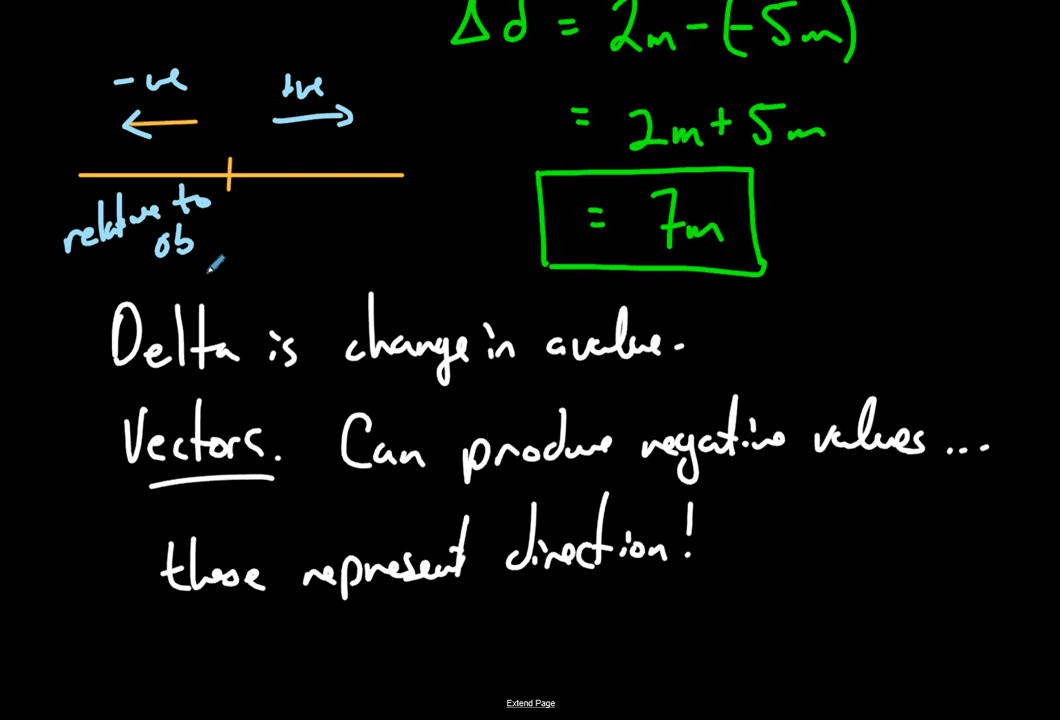 Δd = 2m - (-5m)
= 2m + 5m
= 7m
-ve
+ve
relative to
ob
Delta is change in a value.
Vectors. Can produce negative values...
these represent direction!
Extend Page